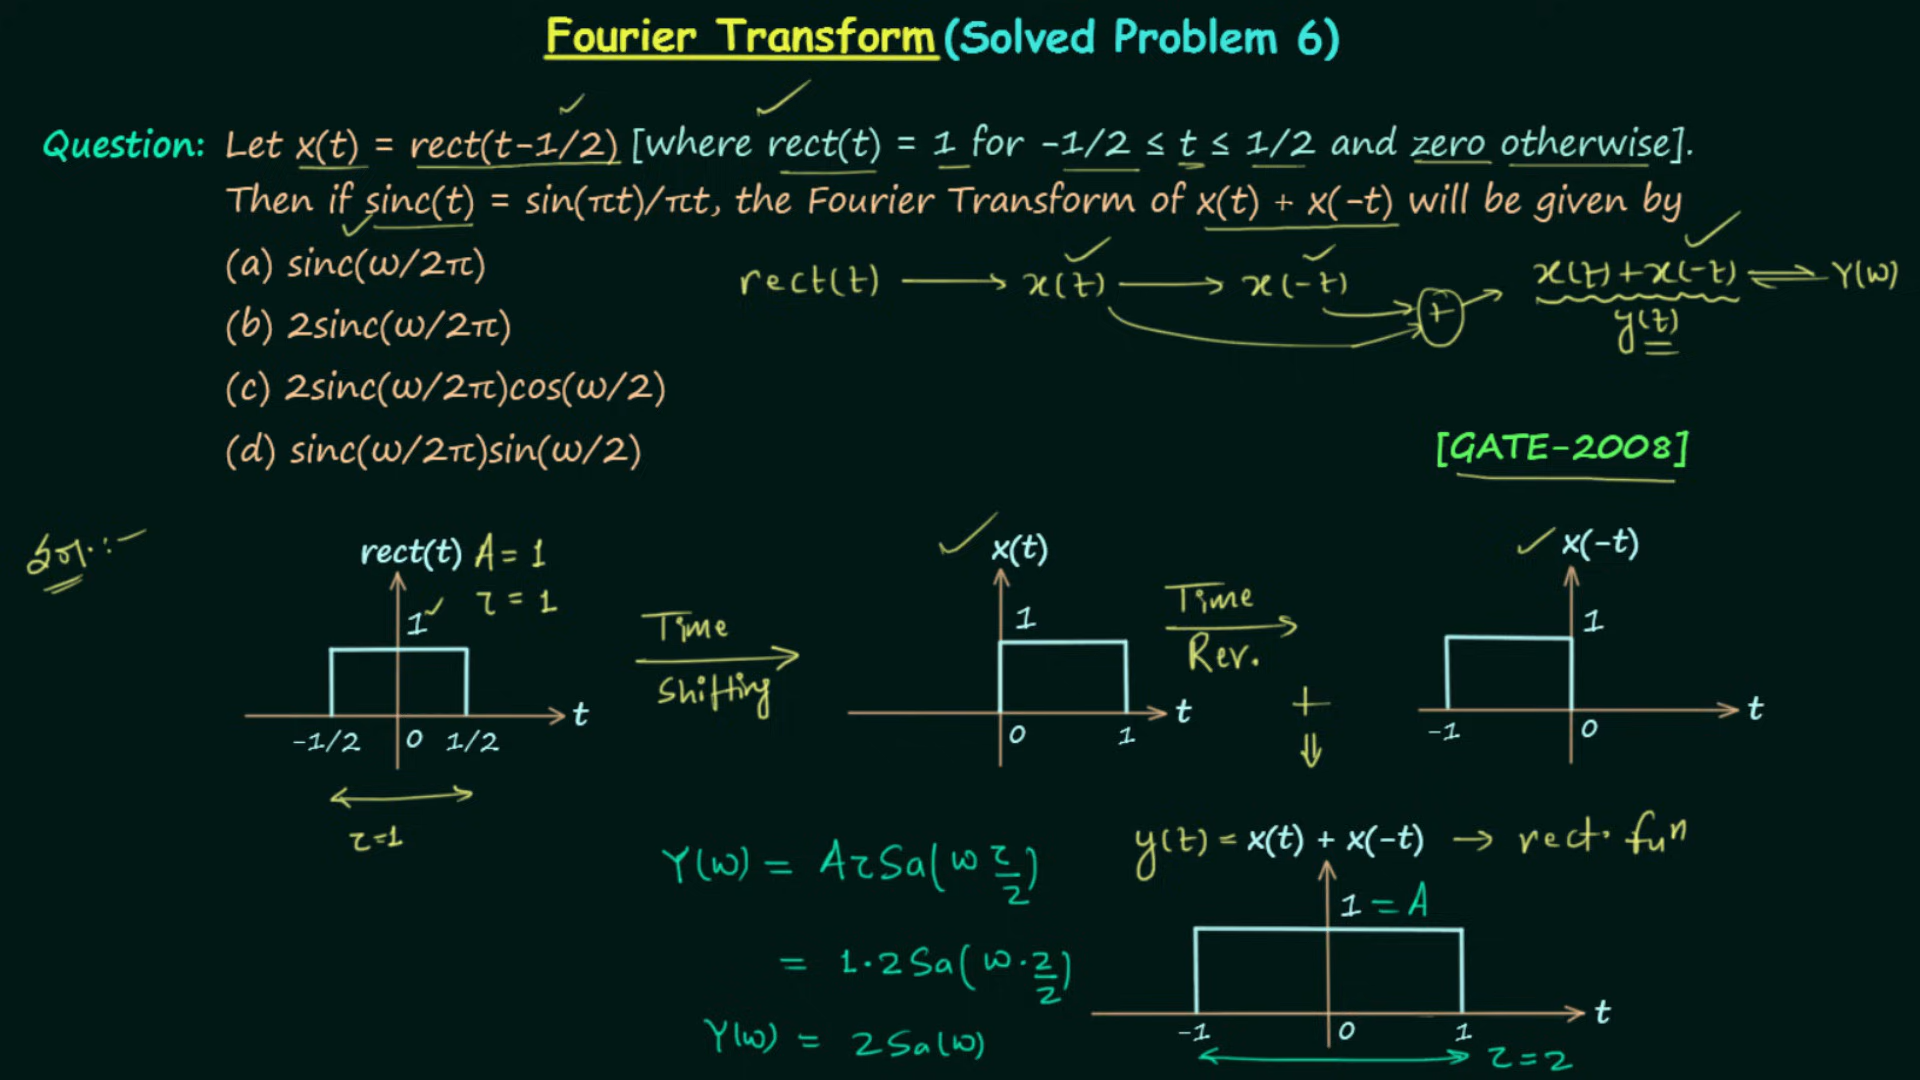 Fourier Transform (Solved Problem 6)
Question: Let x(t) = rect(t-1/2) [where rect(t) = 1 for -1/2 ≤ t ≤ 1/2 and zero otherwise].
Then if sinc(t) = sin(πt)/πt, the Fourier Transform of x(t) + x(-t) will be given by
(a) sinc(ω/2π)
(b) 2sinc(ω/2π)
(c) 2sinc(ω/2π)cos(ω/2)
(d) sinc(ω/2π)sin(ω/2)
rect(t) → x(t) → x(-t) + x(t)+x(-t) ⇌ Y(ω)
y(t)
[GATE-2008]
Sol.:-
rect(t) A = 1
τ = 1
1
-1/2 0 1/2 t
τ=1
Time
Shifting
x(t)
1
0 1 t
Time
Rev.
+
⇓
x(-t)
1
-1 0 t
y(t) = x(t) + x(-t) → rect. fun
1 = A
-1 0 1 t
τ = 2
Y(ω) = AτSa(ω τ/2)
= 1·2Sa(ω·2/2)
Y(ω) = 2Sa(ω)